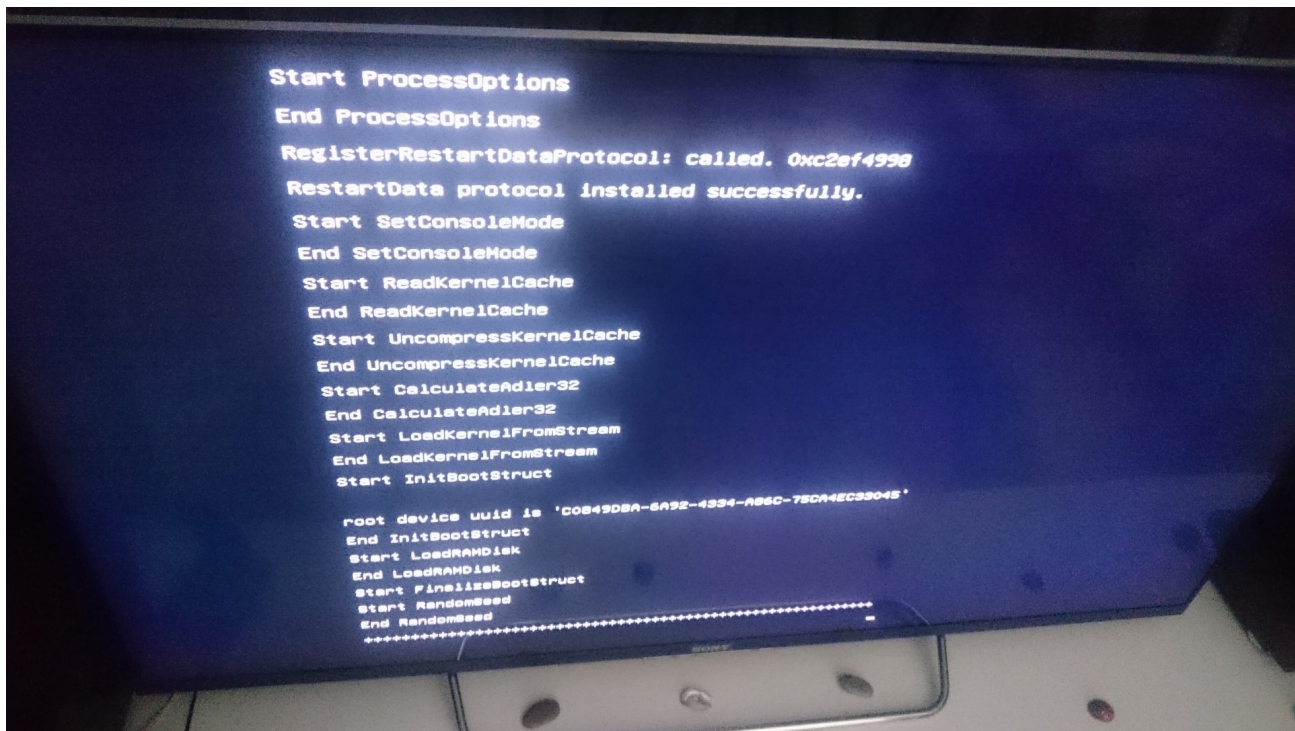 Start ProcessOptions
End ProcessOptions
RegisterRestartDataProtocol: called. 0xc2ef4998
RestartData protocol installed successfully.
Start SetConsoleMode
End SetConsoleMode
Start ReadKernelCache
End ReadKernelCache
Start UncompressKernelCache
End UncompressKernelCache
Start CalculateAdler32
End CalculateAdler32
Start LoadKernelFromStream
End LoadKernelFromStream
Start InitBootStruct
root device uuid is 'C0849DBA-6A92-4334-A86C-75CA4EC33045'
End InitBootStruct
Start LoadRAMDisk
End LoadRAMDisk
Start FinalizeBootStruct
Start RandomSeed
End RandomSeed
++++++++++++++++++++++++++++++++++++++++++++++++++++++++++++
SONY